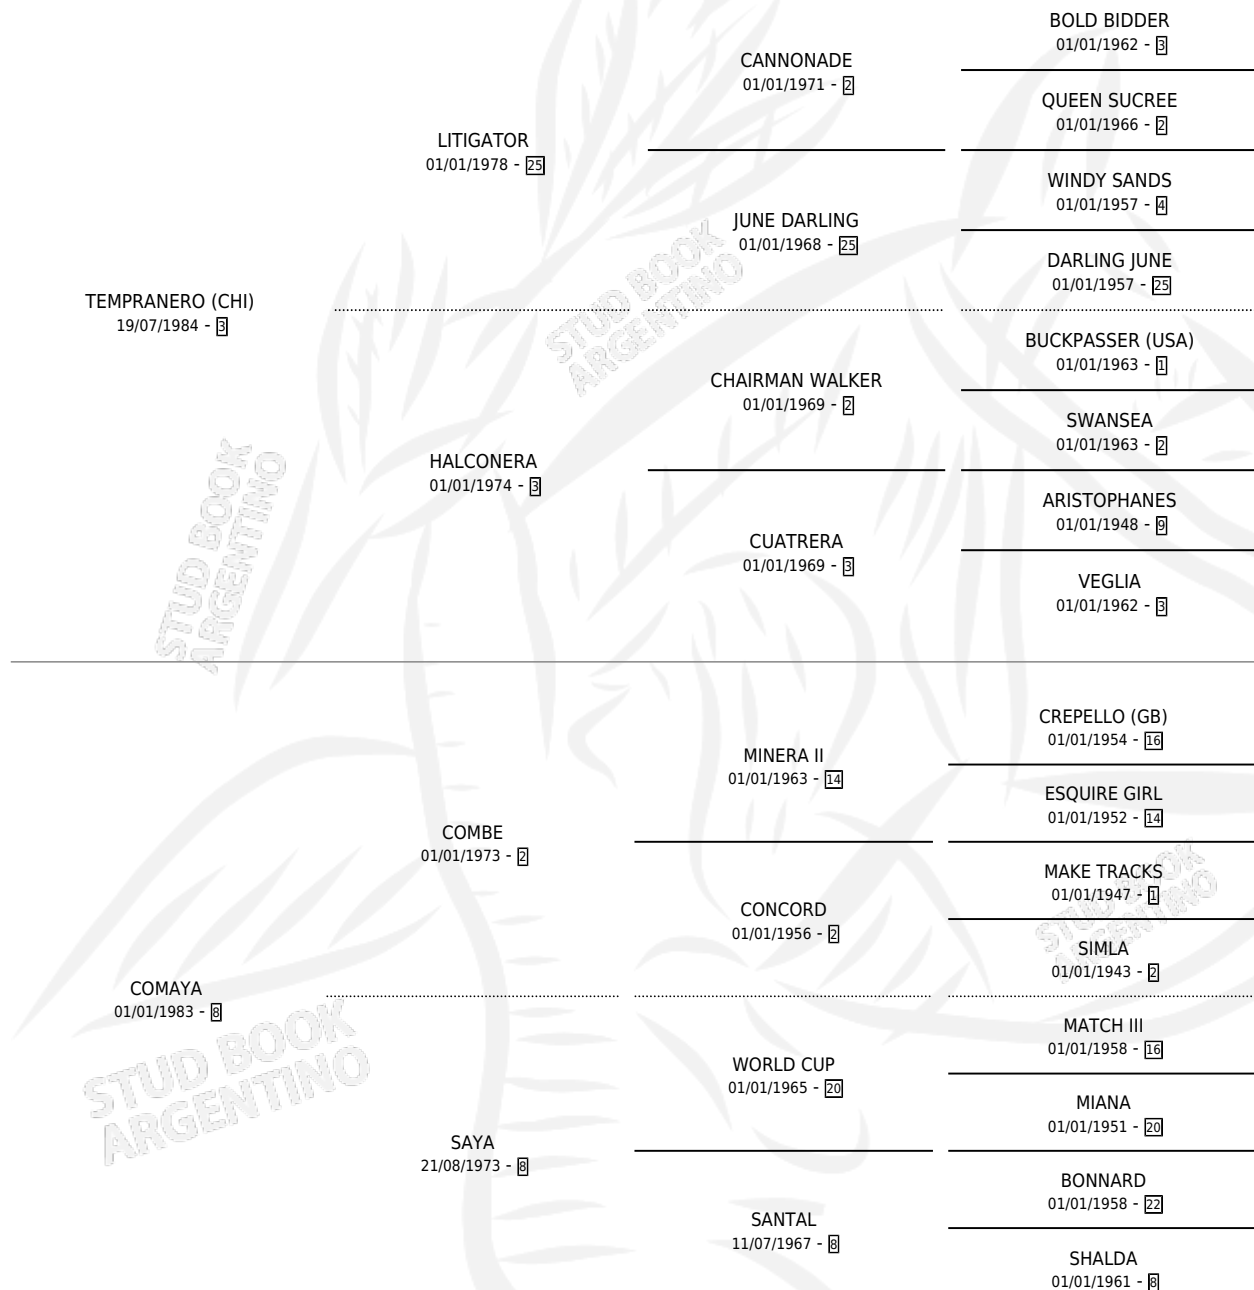 BOLD BIDDER
01/01/1962 - 3
CANNONADE
01/01/1971 - 2
QUEEN SUCREE
01/01/1966 - 2
LITIGATOR
01/01/1978 - 25
WINDY SANDS
01/01/1957 - 4
JUNE DARLING
01/01/1968 - 25
DARLING JUNE
01/01/1957 - 25
TEMPRANERO (CHI)
19/07/1984 - 3
STUD BOOK
ARGENTINO
BUCKPASSER (USA)
01/01/1963 - 1
CHAIRMAN WALKER
01/01/1969 - 2
SWANSEA
01/01/1963 - 2
HALCONERA
01/01/1974 - 3
ARISTOPHANES
01/01/1948 - 9
CUATRERA
01/01/1969 - 3
VEGLIA
01/01/1962 - 3
STUD BOOK
ARGENTINO
CREPELLO (GB)
01/01/1954 - 16
MINERA II
01/01/1963 - 14
ESQUIRE GIRL
01/01/1952 - 14
COMBE
01/01/1973 - 2
MAKE TRACKS
01/01/1947 - 1
CONCORD
01/01/1956 - 2
SIMLA
01/01/1943 - 2
STUD BOOK
ARGENTINO
COMAYA
01/01/1983 - 8
MATCH III
01/01/1958 - 16
WORLD CUP
01/01/1965 - 20
MIANA
01/01/1951 - 20
STUD BOOK
ARGENTINO
SAYA
21/08/1973 - 8
BONNARD
01/01/1958 - 22
SANTAL
11/07/1967 - 8
SHALDA
01/01/1961 - 8